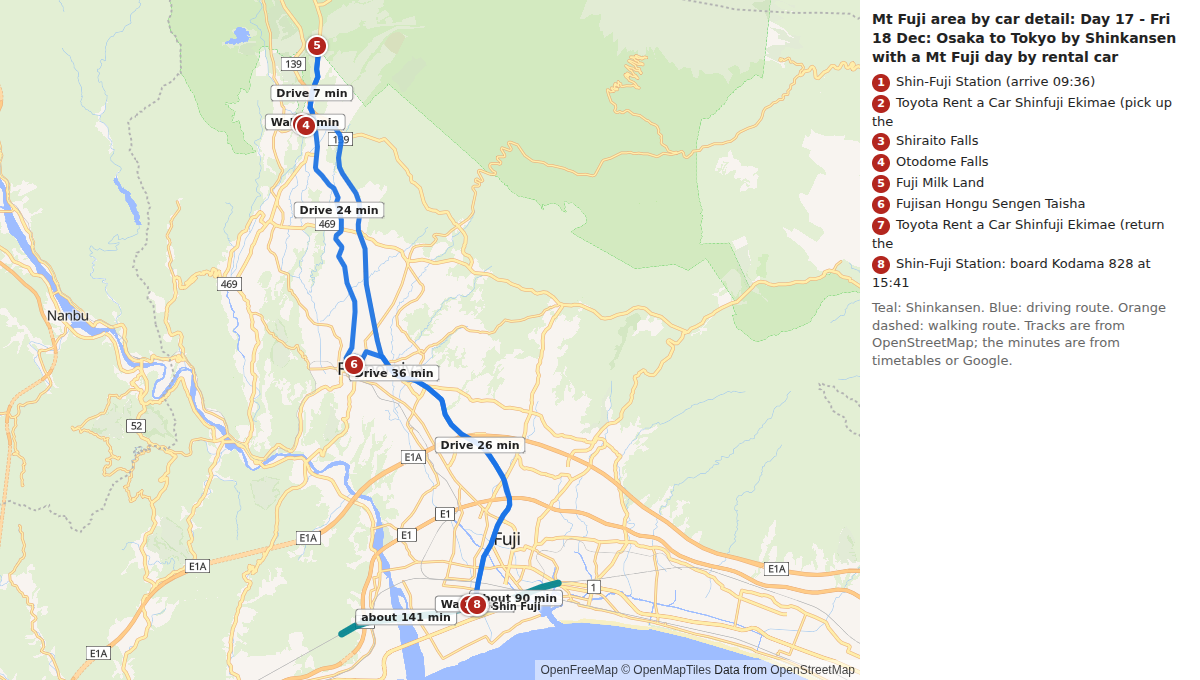 Mt Fuji area by car detail: Day 17 - Fri
18 Dec: Osaka to Tokyo by Shinkansen
with a Mt Fuji day by rental car
1 Shin-Fuji Station (arrive 09:36)
2 Toyota Rent a Car Shinfuji Ekimae (pick up
the
3 Shiraito Falls
4 Otodome Falls
5 Fuji Milk Land
6 Fujisan Hongu Sengen Taisha
7 Toyota Rent a Car Shinfuji Ekimae (return
the
8 Shin-Fuji Station: board Kodama 828 at
15:41
Teal: Shinkansen. Blue: driving route. Orange
dashed: walking route. Tracks are from
OpenStreetMap; the minutes are from
timetables or Google.
5
139
Drive 7 min
4 min
Drive 24 min
469
469
Nanbu
6
Drive 36 min
52
Drive 26 min
E1A
E1
E1
Fuji
E1A
E1A
E1A
1
about 90 min
8 Shin Fuji
about 141 min
E1A
OpenFreeMap © OpenMapTiles Data from OpenStreetMap